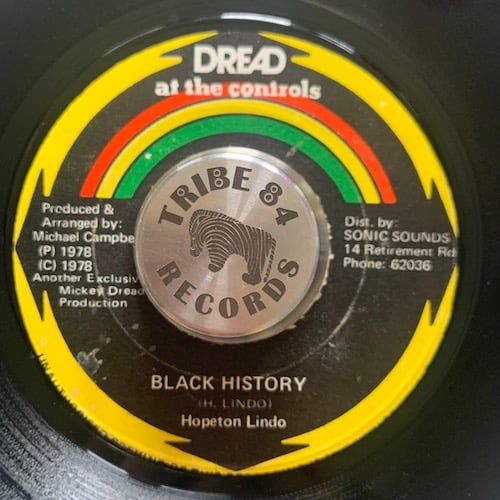 DREAD
at the controls
TRIBE 84
RECORDS
Produced &
Arranged by:
Michael Campbe
(P) 1978
(C) 1978
Another Exclusiv
Mickey Dread
Production
Dist. by:
SONIC SOUNDS
14 Retirement Rd
Phone: 62036
BLACK HISTORY
(H. LINDO)
Hopeton Lindo